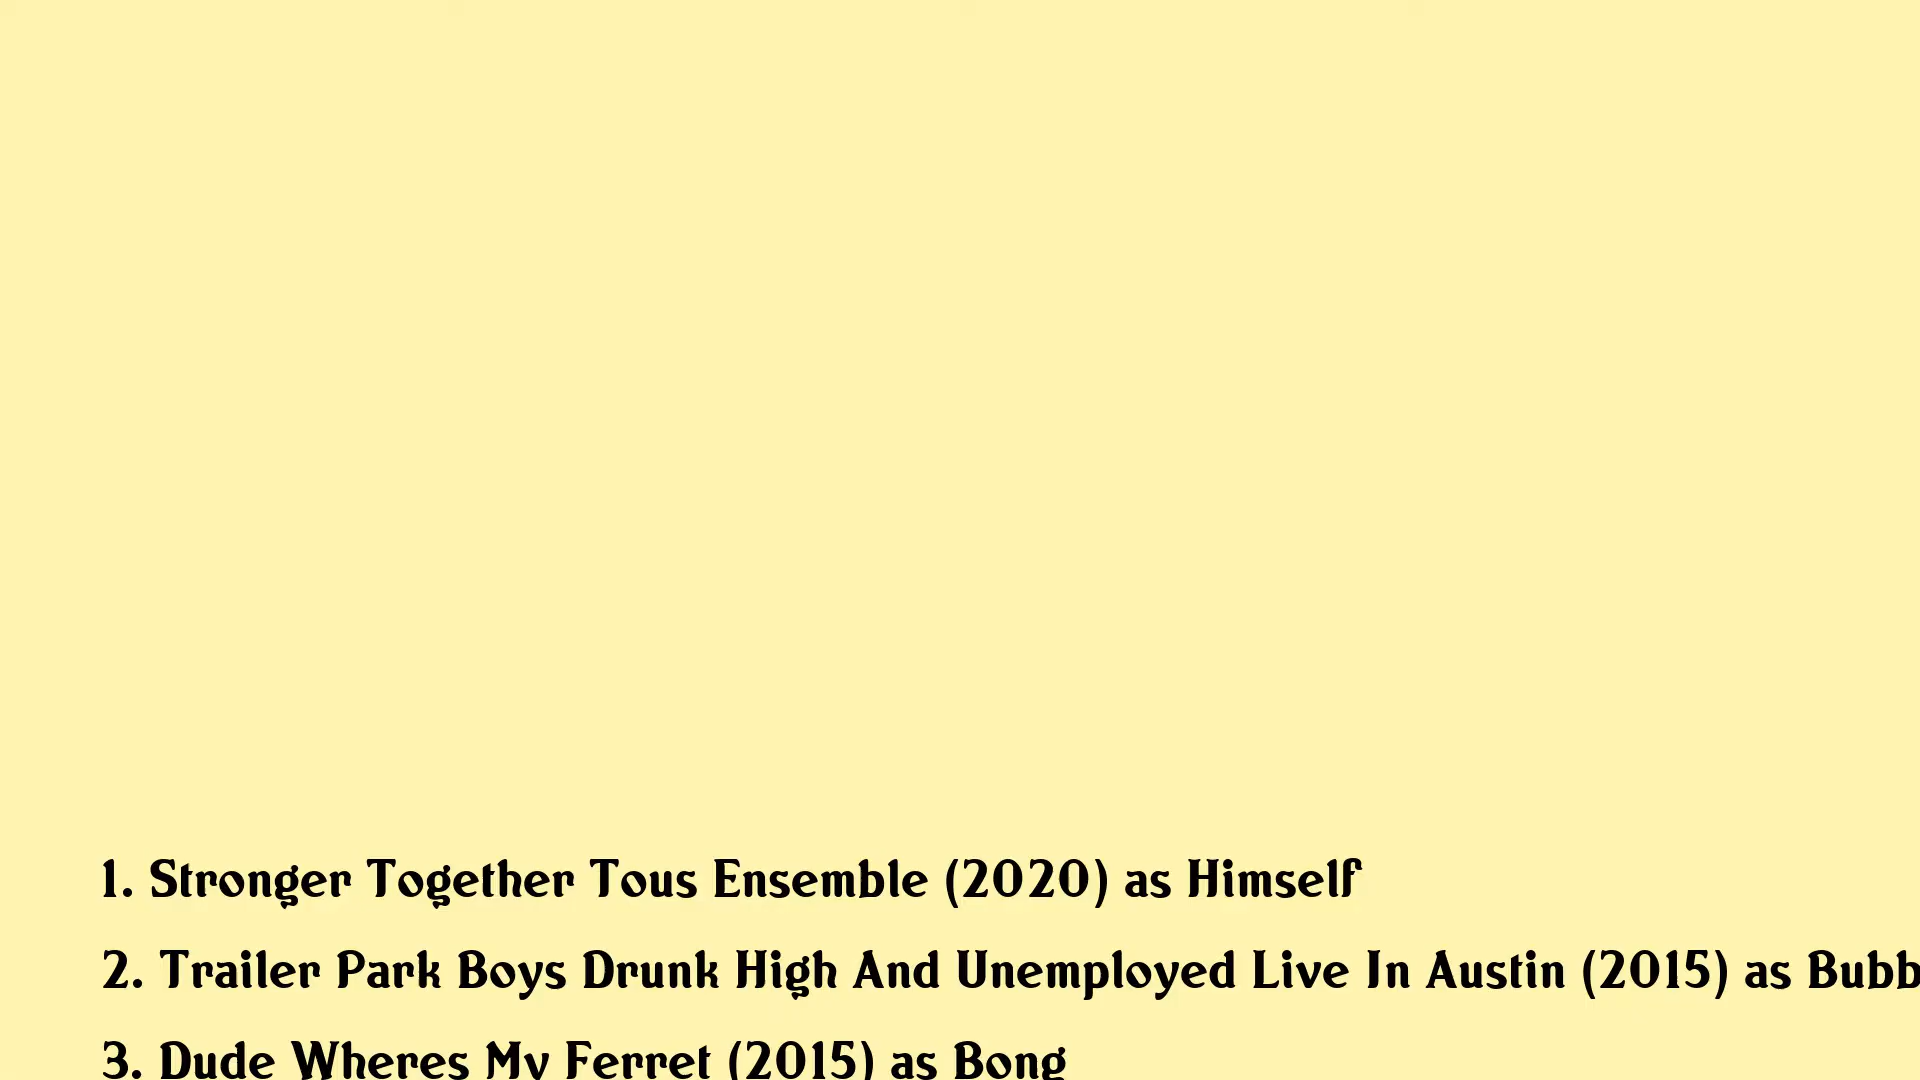 1. Stronger Together Tous Ensemble (2020) as Himself
2. Trailer Park Boys Drunk High And Unemployed Live In Austin (2015) as Bubb
3. Dude Wheres My Ferret (2015) as Bong